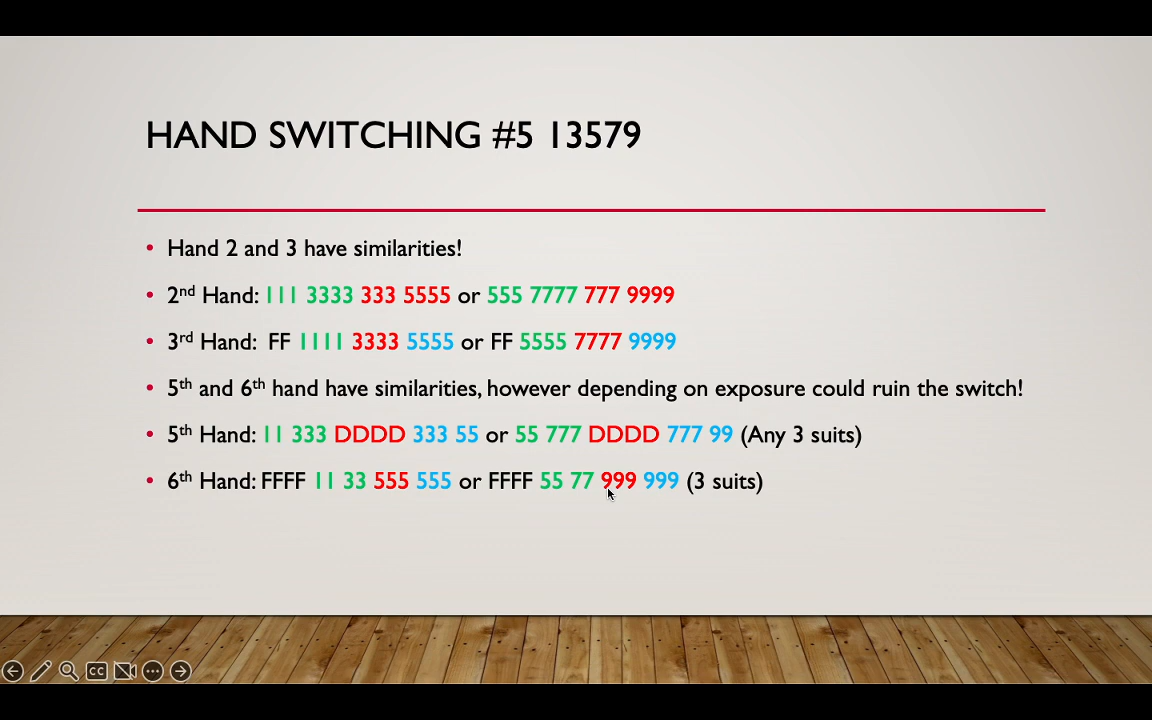 HAND SWITCHING #5 13579
• Hand 2 and 3 have similarities!
• 2nd Hand: 111 3333 333 5555 or 555 7777 777 9999
• 3rd Hand: FF 1111 3333 5555 or FF 5555 7777 9999
• 5th and 6th hand have similarities, however depending on exposure could ruin the switch!
• 5th Hand: 11 333 DDDD 333 55 or 55 777 DDDD 777 99 (Any 3 suits)
• 6th Hand: FFFF 11 33 555 555 or FFFF 55 77 999 999 (3 suits)
CC